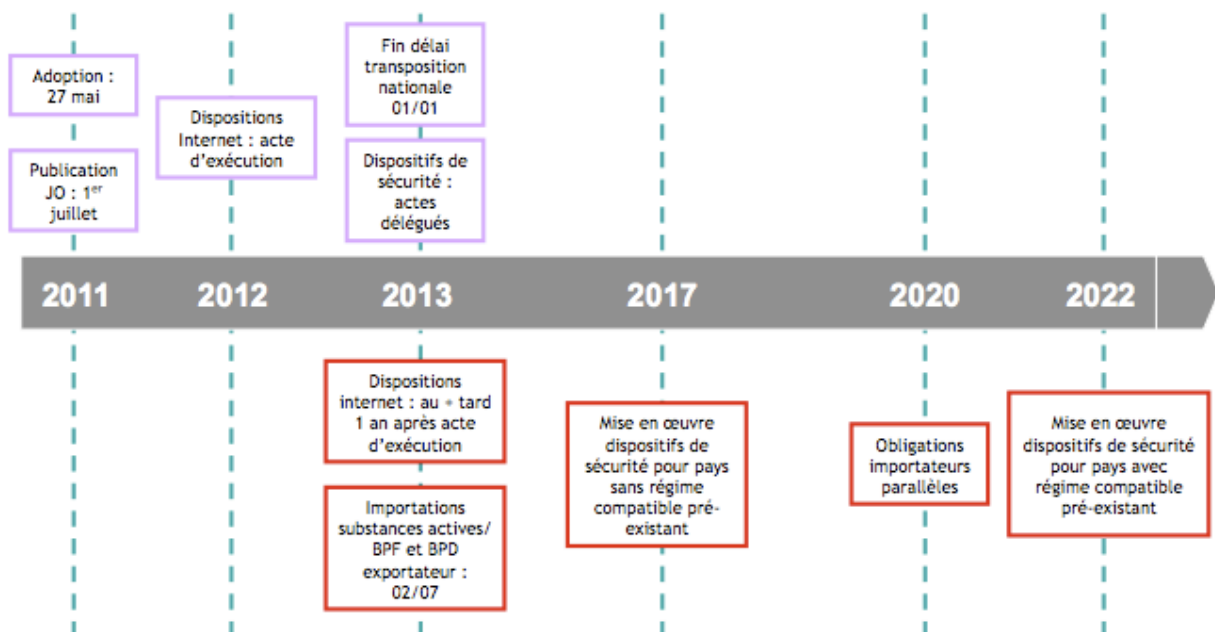 Adoption :
27 mai
Publication
JO : 1er
juillet
Dispositions
Internet : acte
d'exécution
Fin délai
transposition
nationale
01/01
Dispositifs de
sécurité :
actes
délégués
2011
2012
2013
2017
2020
2022
Dispositions
internet : au + tard
1 an après acte
d'exécution
Importations
substances actives/
BPF et BPD
exportateur :
02/07
Mise en œuvre
dispositifs de
sécurité pour pays
sans régime
compatible pré-
existant
Obligations
importateurs
parallèles
Mise en œuvre
dispositifs de sécurité
pour pays avec
régime compatible
pré-existant